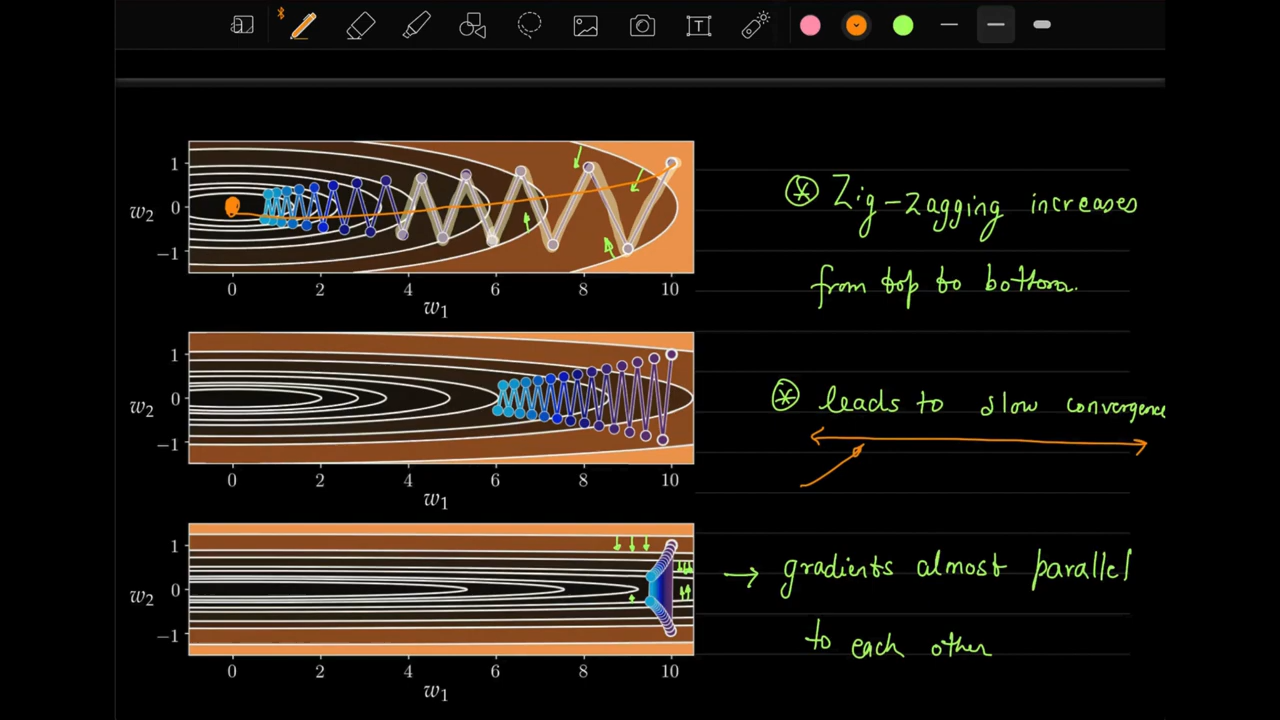 T
1
w₂ 0
−1
0 2 4 6 8 10
w₁
⊛ Zig-Zagging increases
from top to bottom.
1
w₂ 0
−1
0 2 4 6 8 10
w₁
⊛ leads to slow convergence
1
w₂ 0
−1
0 2 4 6 8 10
w₁
→ gradients almost parallel
to each other